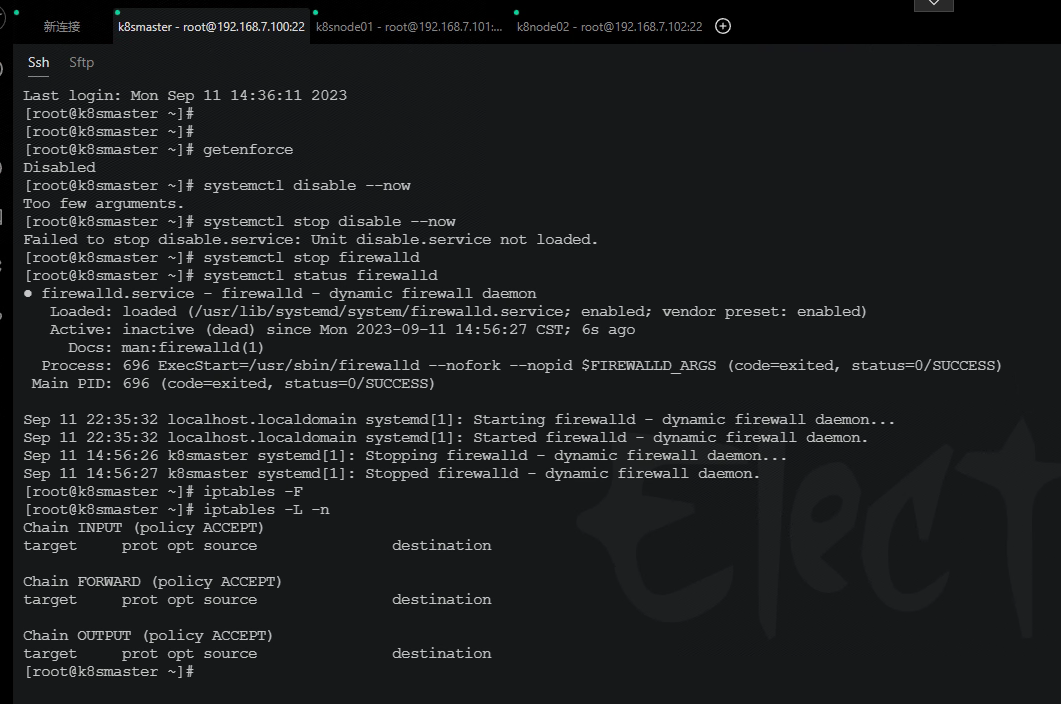 新连接
k8smaster - root@192.168.7.100:22
k8snode01 - root@192.168.7.101:...
k8snode02 - root@192.168.7.102:22
Ssh Sftp
Last login: Mon Sep 11 14:36:11 2023
[root@k8smaster ~]#
[root@k8smaster ~]#
[root@k8smaster ~]# getenforce
Disabled
[root@k8smaster ~]# systemctl disable --now
Too few arguments.
[root@k8smaster ~]# systemctl stop disable --now
Failed to stop disable.service: Unit disable.service not loaded.
[root@k8smaster ~]# systemctl stop firewalld
[root@k8smaster ~]# systemctl status firewalld
● firewalld.service - firewalld - dynamic firewall daemon
Loaded: loaded (/usr/lib/systemd/system/firewalld.service; enabled; vendor preset: enabled)
Active: inactive (dead) since Mon 2023-09-11 14:56:27 CST; 6s ago
Docs: man:firewalld(1)
Process: 696 ExecStart=/usr/sbin/firewalld --nofork --nopid $FIREWALLD_ARGS (code=exited, status=0/SUCCESS)
Main PID: 696 (code=exited, status=0/SUCCESS)
Sep 11 22:35:32 localhost.localdomain systemd[1]: Starting firewalld - dynamic firewall daemon...
Sep 11 22:35:32 localhost.localdomain systemd[1]: Started firewalld - dynamic firewall daemon.
Sep 11 14:56:26 k8smaster systemd[1]: Stopping firewalld - dynamic firewall daemon...
Sep 11 14:56:27 k8smaster systemd[1]: Stopped firewalld - dynamic firewall daemon.
[root@k8smaster ~]# iptables -F
[root@k8smaster ~]# iptables -L -n
Chain INPUT (policy ACCEPT)
target prot opt source destination
Chain FORWARD (policy ACCEPT)
target prot opt source destination
Chain OUTPUT (policy ACCEPT)
target prot opt source destination
[root@k8smaster ~]#
Elect